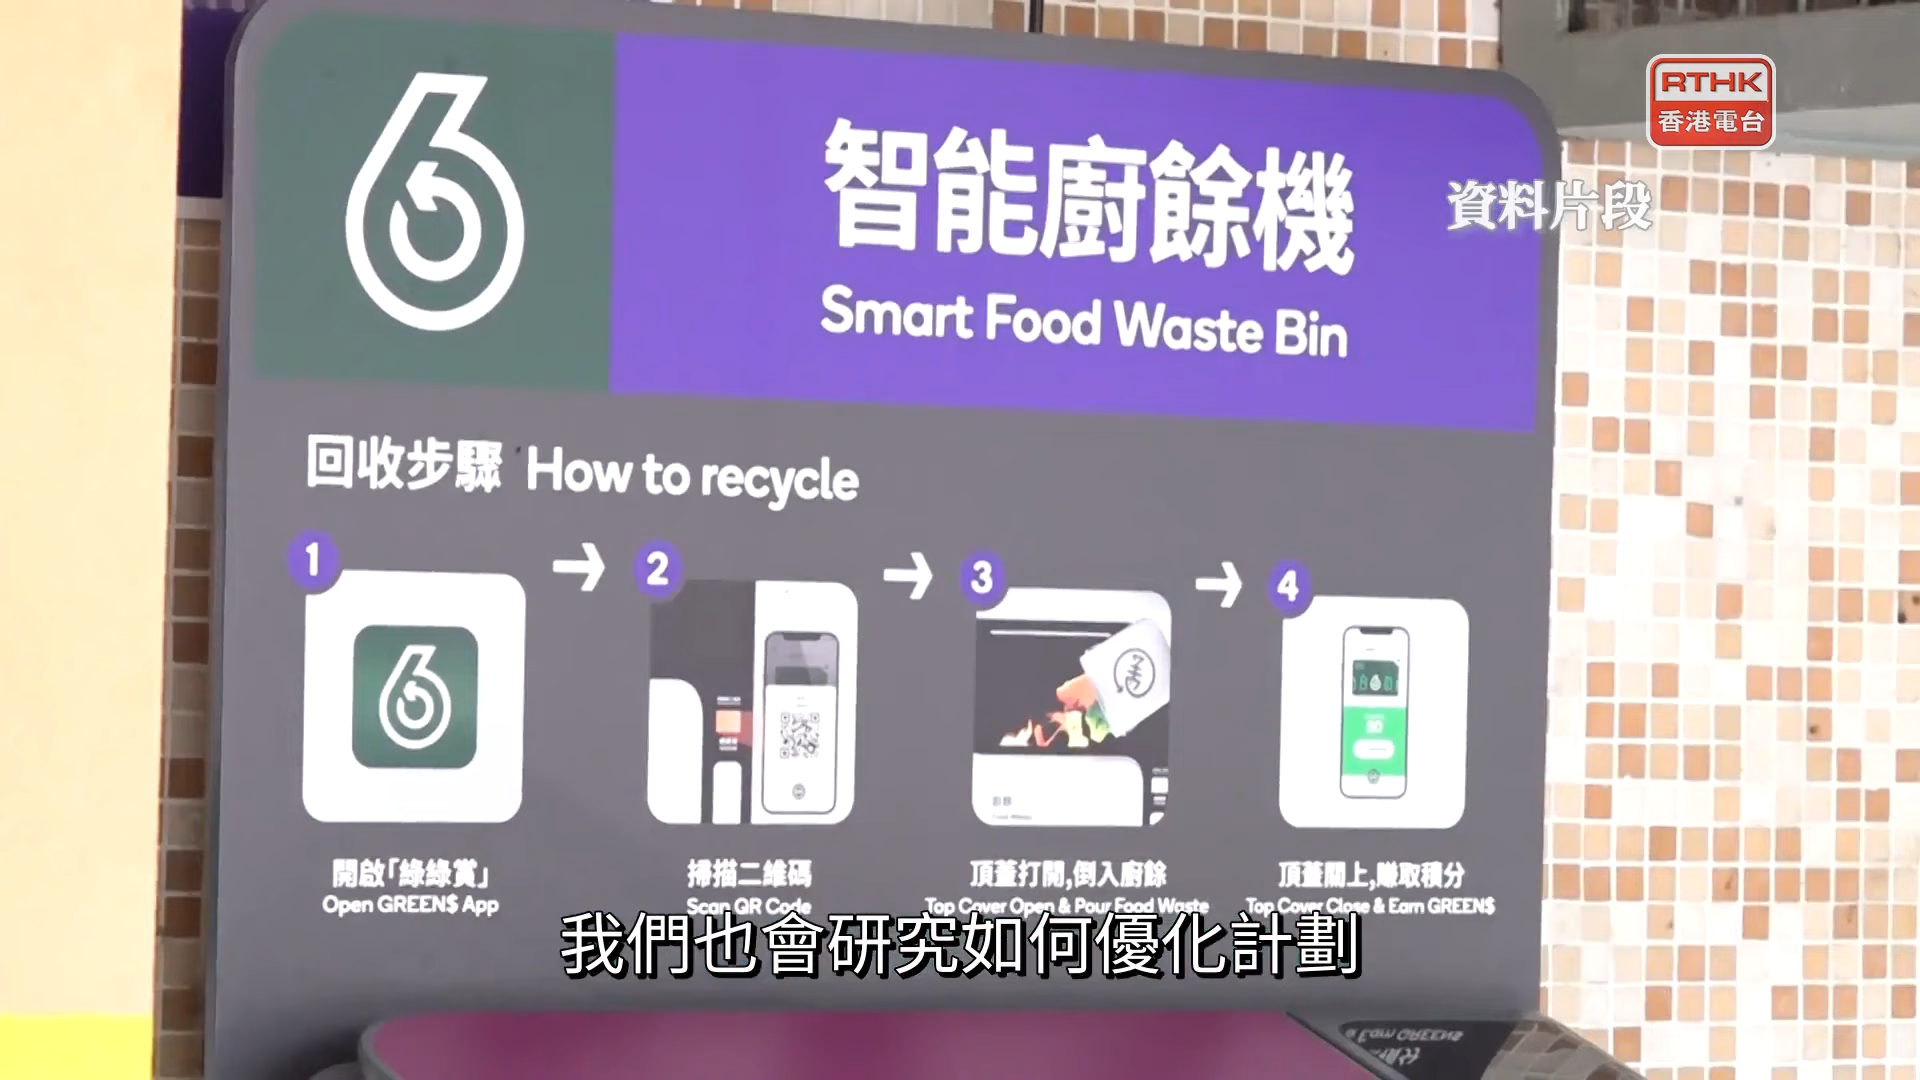 RTHK
香港電台
資料片段
智能廚餘機
Smart Food Waste Bin
回收步驟 How to recycle
1
2
3
4
開啟「綠綠賞」
Open GREEN$ App
掃描二維碼
Scan QR Code
頂蓋打開,倒入廚餘
Top Cover Open & Pour Food Waste
頂蓋關上,賺取積分
Top Cover Close & Earn GREEN$
我們也會研究如何優化計劃